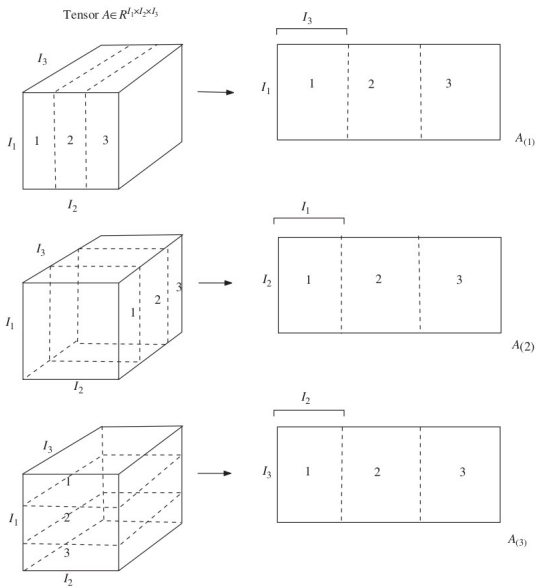 Tensor A∈R^{I₁×I₂×I₃}
I₃
I₃
I₁ 1 2 3
I₁ 1 2 3
A₍₁₎
I₂
I₁
I₃
I₁
1 2 3
I₂ 1 2 3
A₍₂₎
I₂
I₂
I₃
1
I₁ 2
3
I₃ 1 2 3
A₍₃₎
I₂